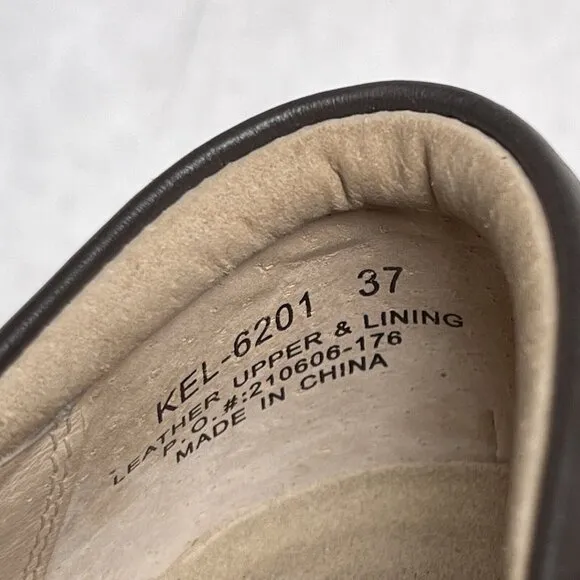 KEL-6201 37
LEATHER UPPER & LINING
P. O. #:210606-176
MADE IN CHINA